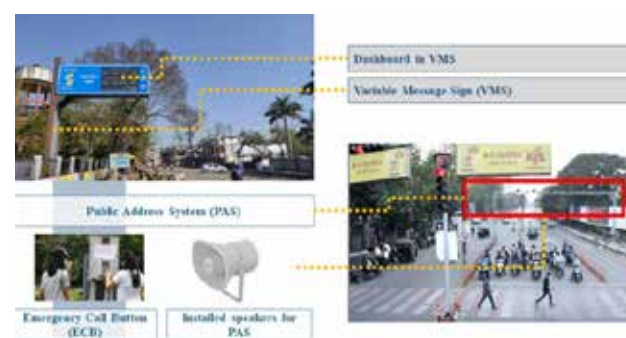 Dashboard in VMS
Variable Message Sign (VMS)
Public Address System (PAS)
Emergency Call Button
(ECB)
Installed speakers for
PAS